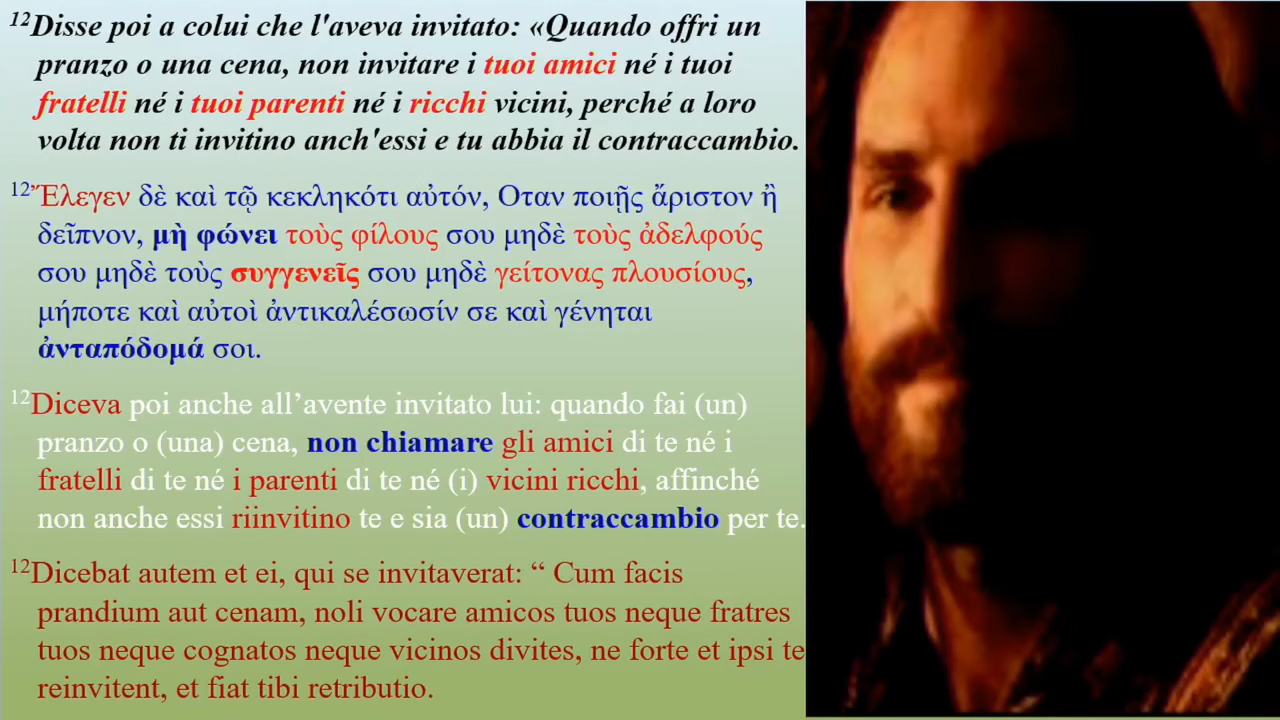 12Disse poi a colui che l'aveva invitato: «Quando offri un
pranzo o una cena, non invitare i tuoi amici né i tuoi
fratelli né i tuoi parenti né i ricchi vicini, perché a loro
volta non ti invitino anch'essi e tu abbia il contraccambio.
12Ἔλεγεν δὲ καὶ τῷ κεκληκότι αὐτόν, Οταν ποιῇς ἄριστον ἢ
δεῖπνον, μὴ φώνει τοὺς φίλους σου μηδὲ τοὺς ἀδελφούς
σου μηδὲ τοὺς συγγενεῖς σου μηδὲ γείτονας πλουσίους,
μήποτε καὶ αὐτοὶ ἀντικαλέσωσίν σε καὶ γένηται
ἀνταπόδομά σοι.
12Diceva poi anche all’avente invitato lui: quando fai (un)
pranzo o (una) cena, non chiamare gli amici di te né i
fratelli di te né i parenti di te né (i) vicini ricchi, affinché
non anche essi riinvitino te e sia (un) contraccambio per te.
12Dicebat autem et ei, qui se invitaverat: “ Cum facis
prandium aut cenam, noli vocare amicos tuos neque fratres
tuos neque cognatos neque vicinos divites, ne forte et ipsi te
reinvitent, et fiat tibi retributio.